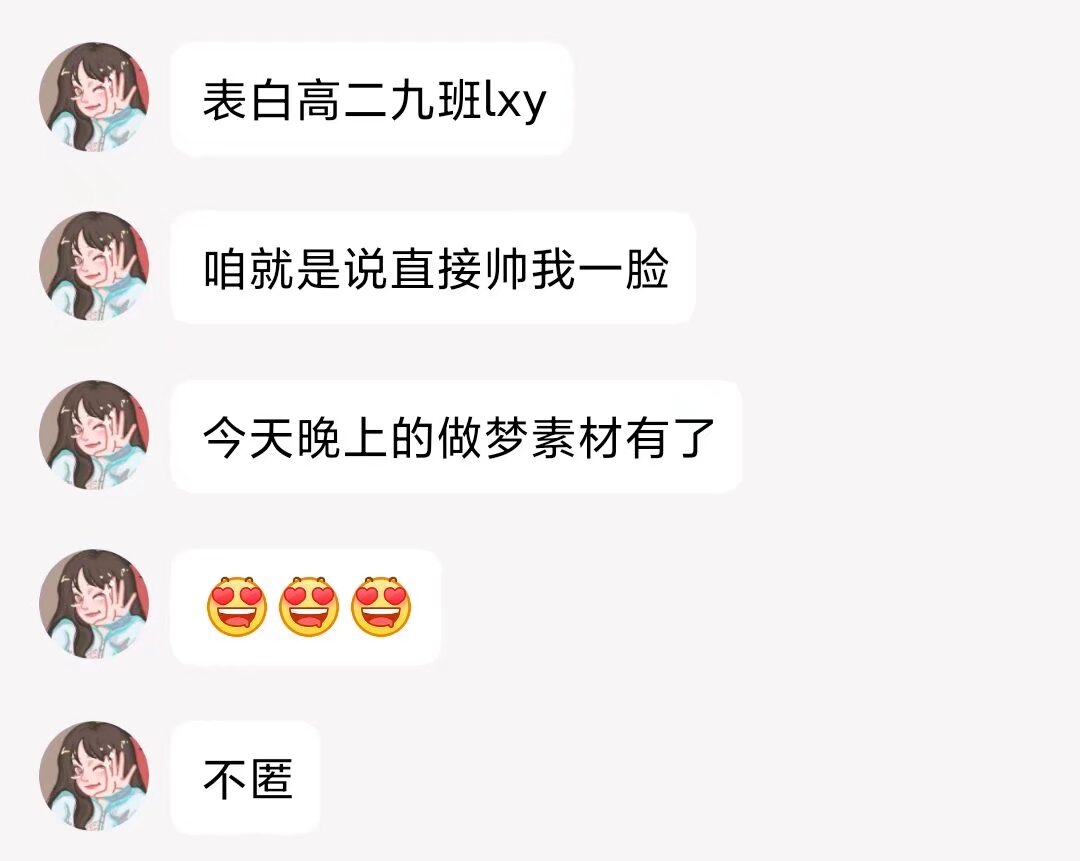 表白高二九班lxy
咱就是说直接帅我一脸
今天晚上的做梦素材有了
不匿